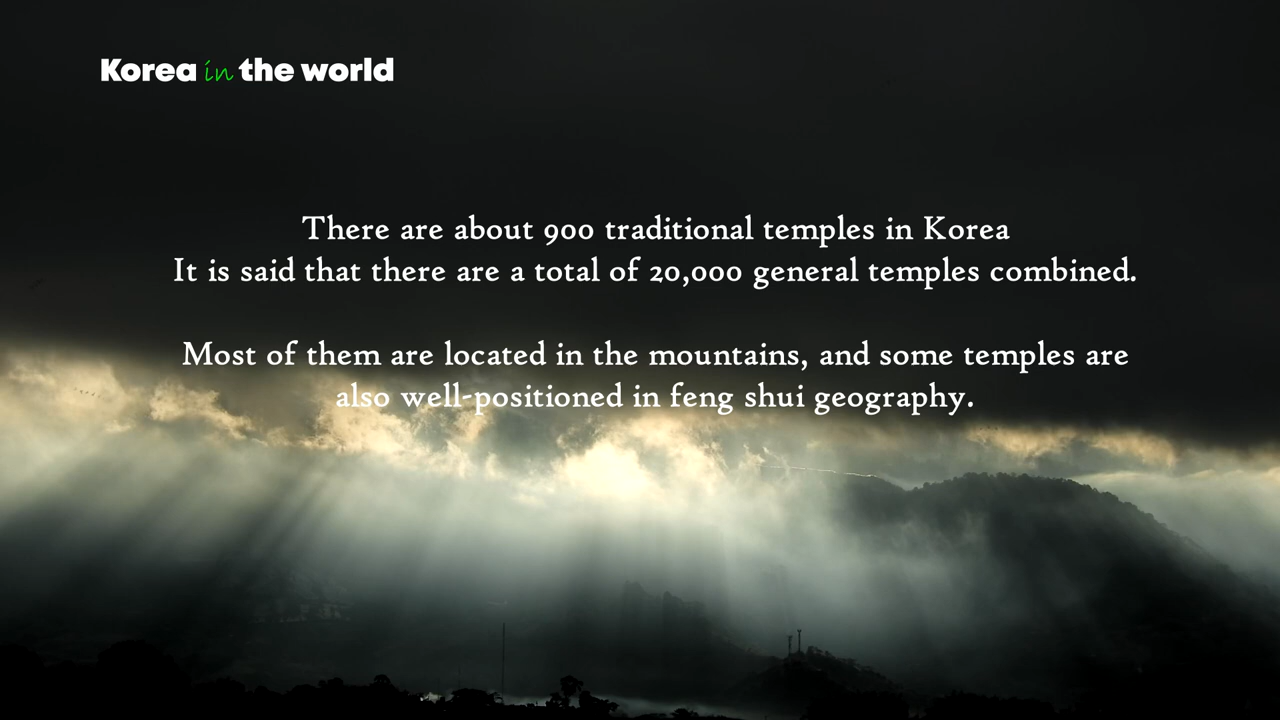 Korea in the world
There are about 900 traditional temples in Korea
It is said that there are a total of 20,000 general temples combined.
Most of them are located in the mountains, and some temples are
also well-positioned in feng shui geography.